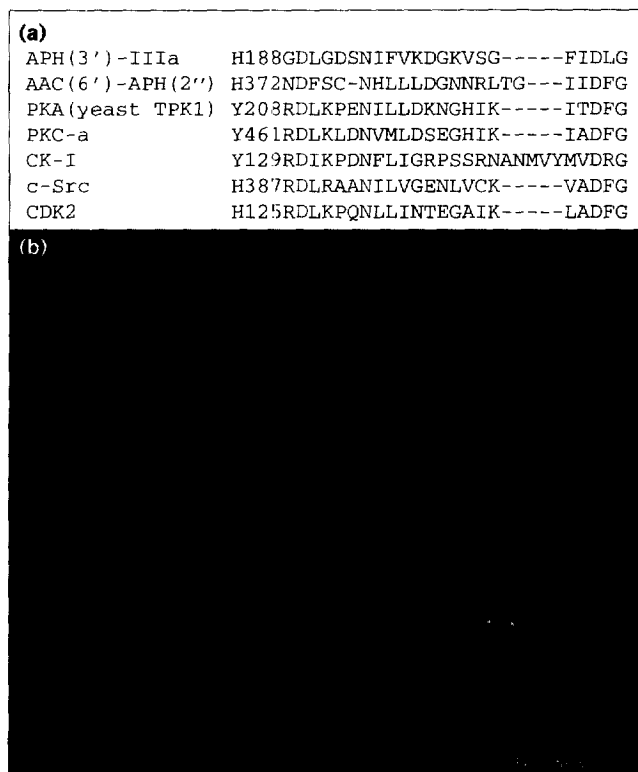 (a)
APH(3')-IIIa H188GDLGDSNIFVKDGKVSG-----FIDLG
AAC(6')-APH(2'') H372NDFSC-NHLLLDGNNRLTG---IIDFG
PKA(yeast TPK1) Y208RDLKPENILLDKNGHIK-----ITDFG
PKC-a Y461RDLKLDNVMLDSEGHIK-----IADFG
CK-I Y129RDIKPDNFLIGRPSSRNANMVYMVDRG
c-Src H387RDLRAANILVGENLVCK-----VADFG
CDK2 H125RDLKPQNLLINTEGAIK-----LADFG
(b)